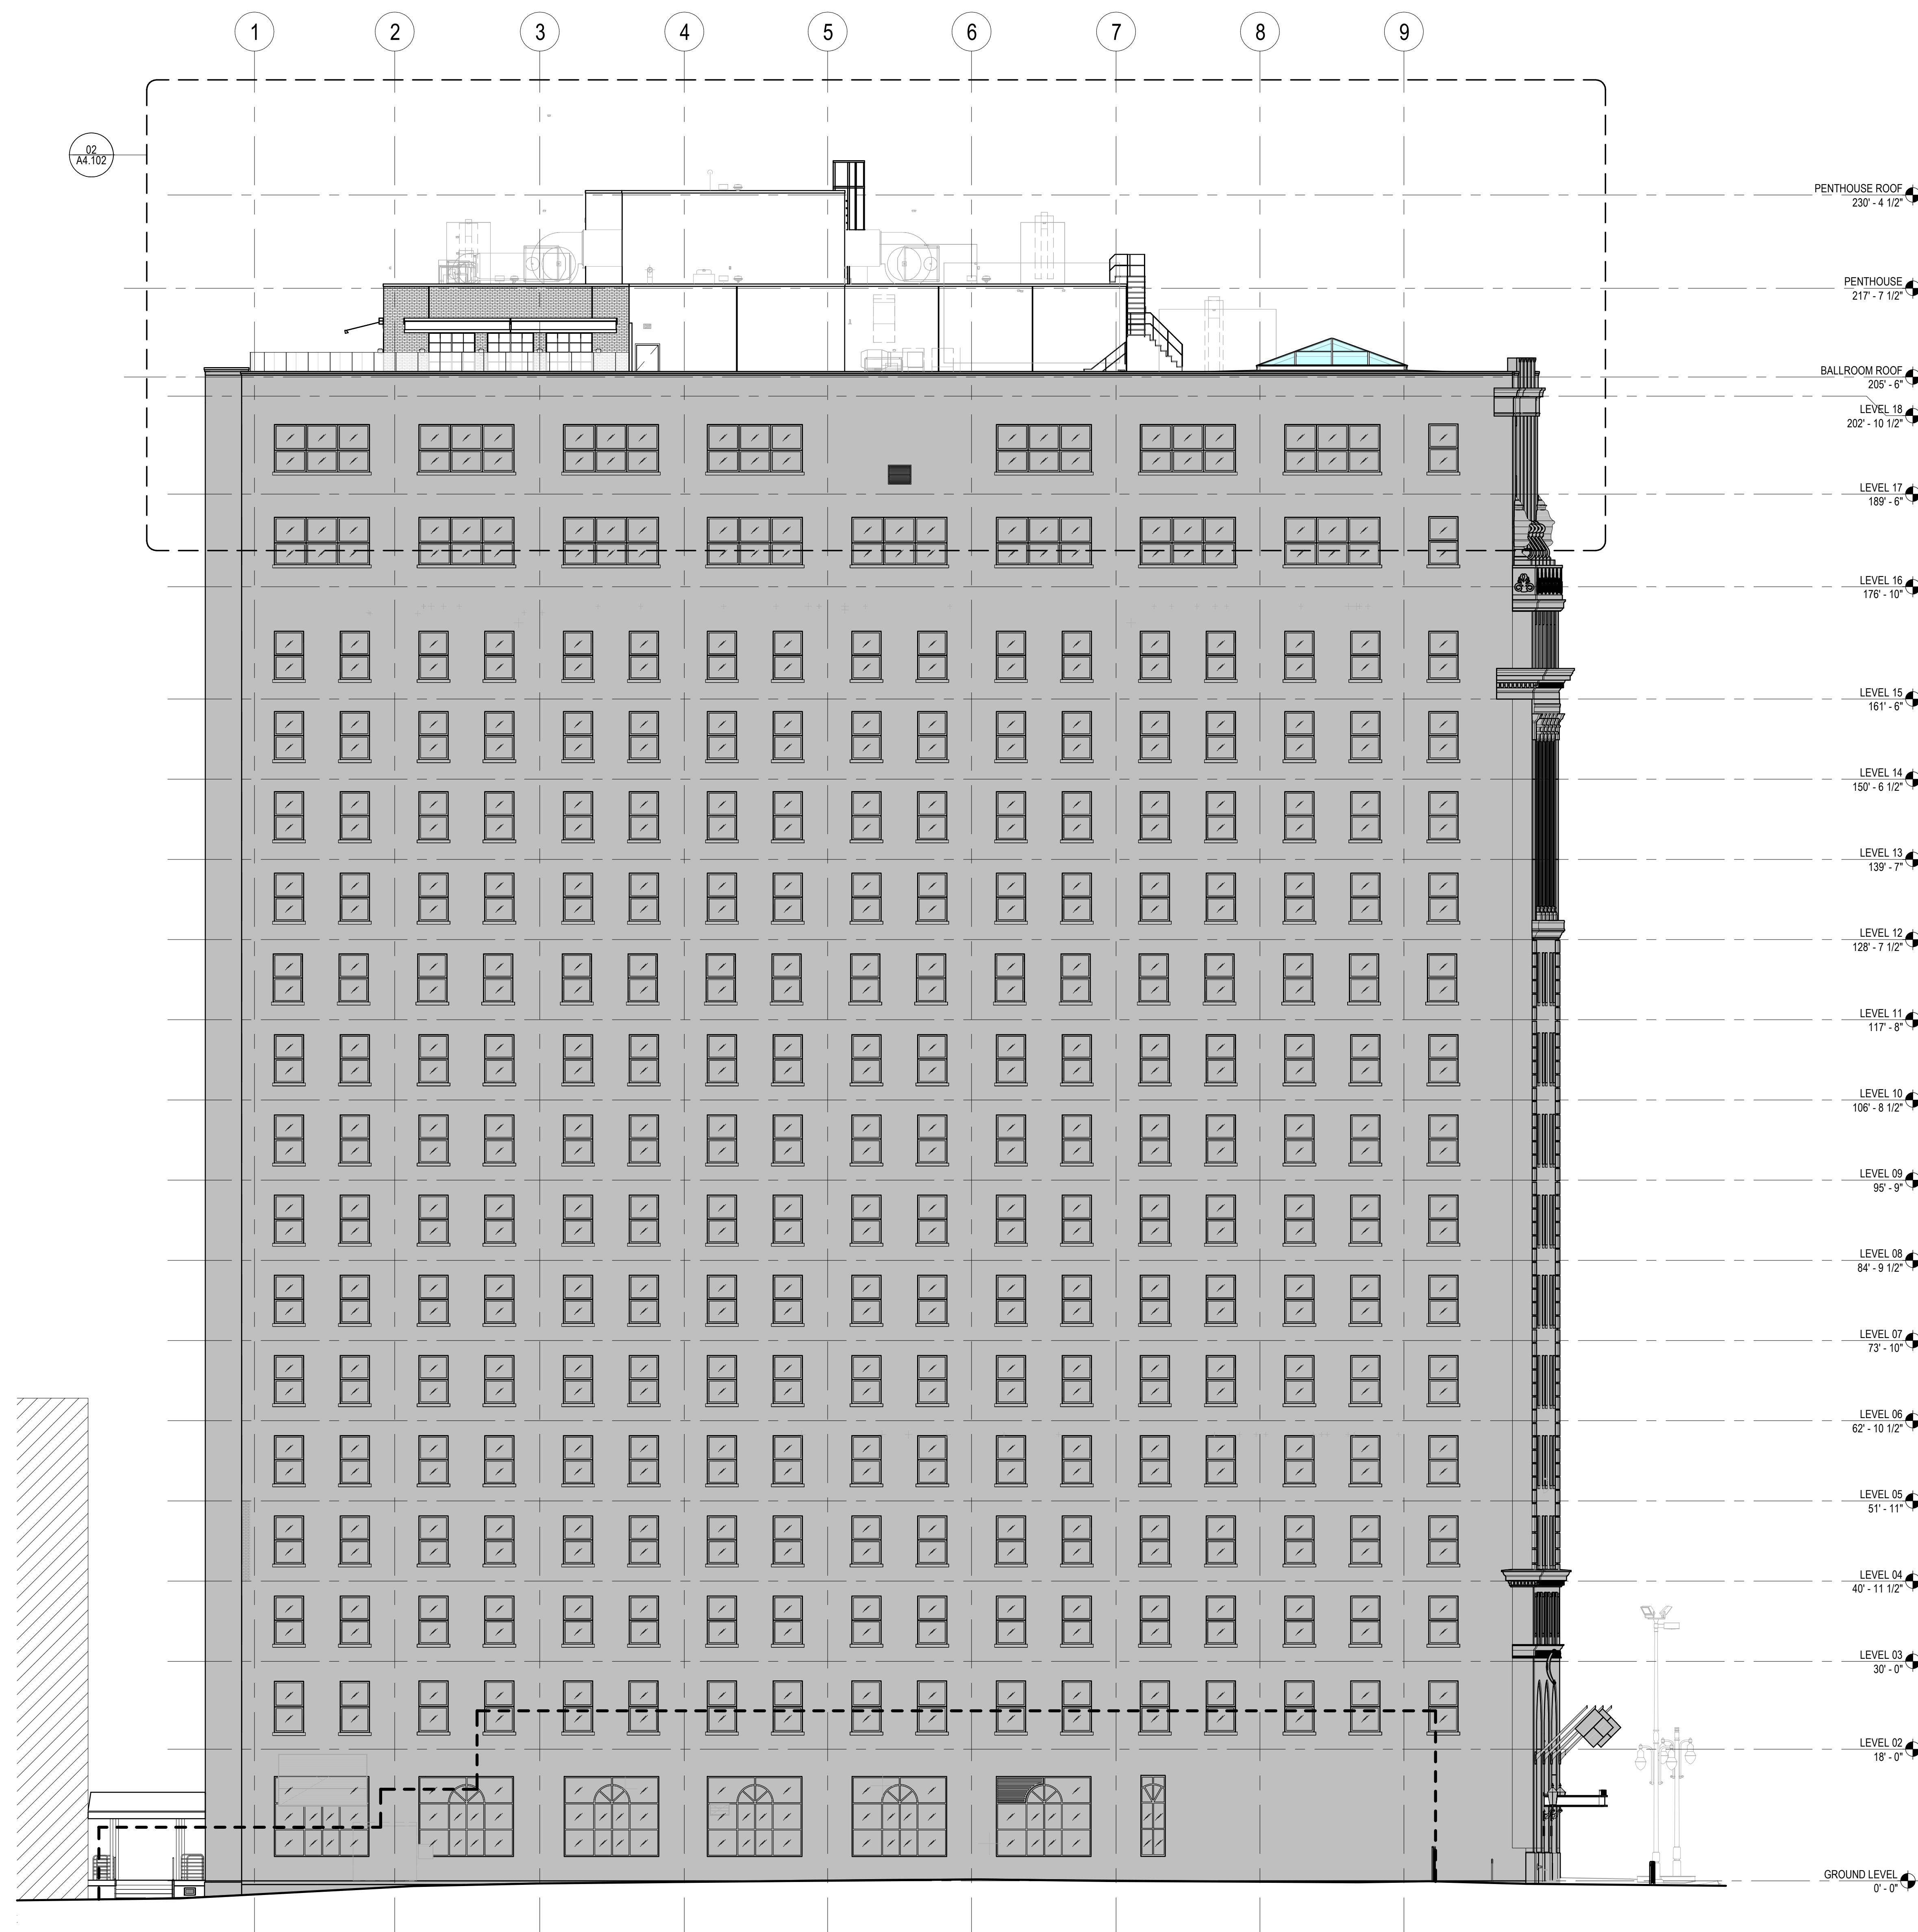 1
2
3
4
5
6
7
8
9
02
A4.102
PENTHOUSE ROOF
230' - 4 1/2"
PENTHOUSE
217' - 7 1/2"
BALLROOM ROOF
205' - 6"
LEVEL 18
202' - 10 1/2"
LEVEL 17
189' - 6"
LEVEL 16
176' - 10"
LEVEL 15
161' - 6"
LEVEL 14
150' - 6 1/2"
LEVEL 13
139' - 7"
LEVEL 12
128' - 7 1/2"
LEVEL 11
117' - 8"
LEVEL 10
106' - 8 1/2"
LEVEL 09
95' - 9"
LEVEL 08
84' - 9 1/2"
LEVEL 07
73' - 10"
LEVEL 06
62' - 10 1/2"
LEVEL 05
51' - 11"
LEVEL 04
40' - 11 1/2"
LEVEL 03
30' - 0"
LEVEL 02
18' - 0"
GROUND LEVEL
0' - 0"